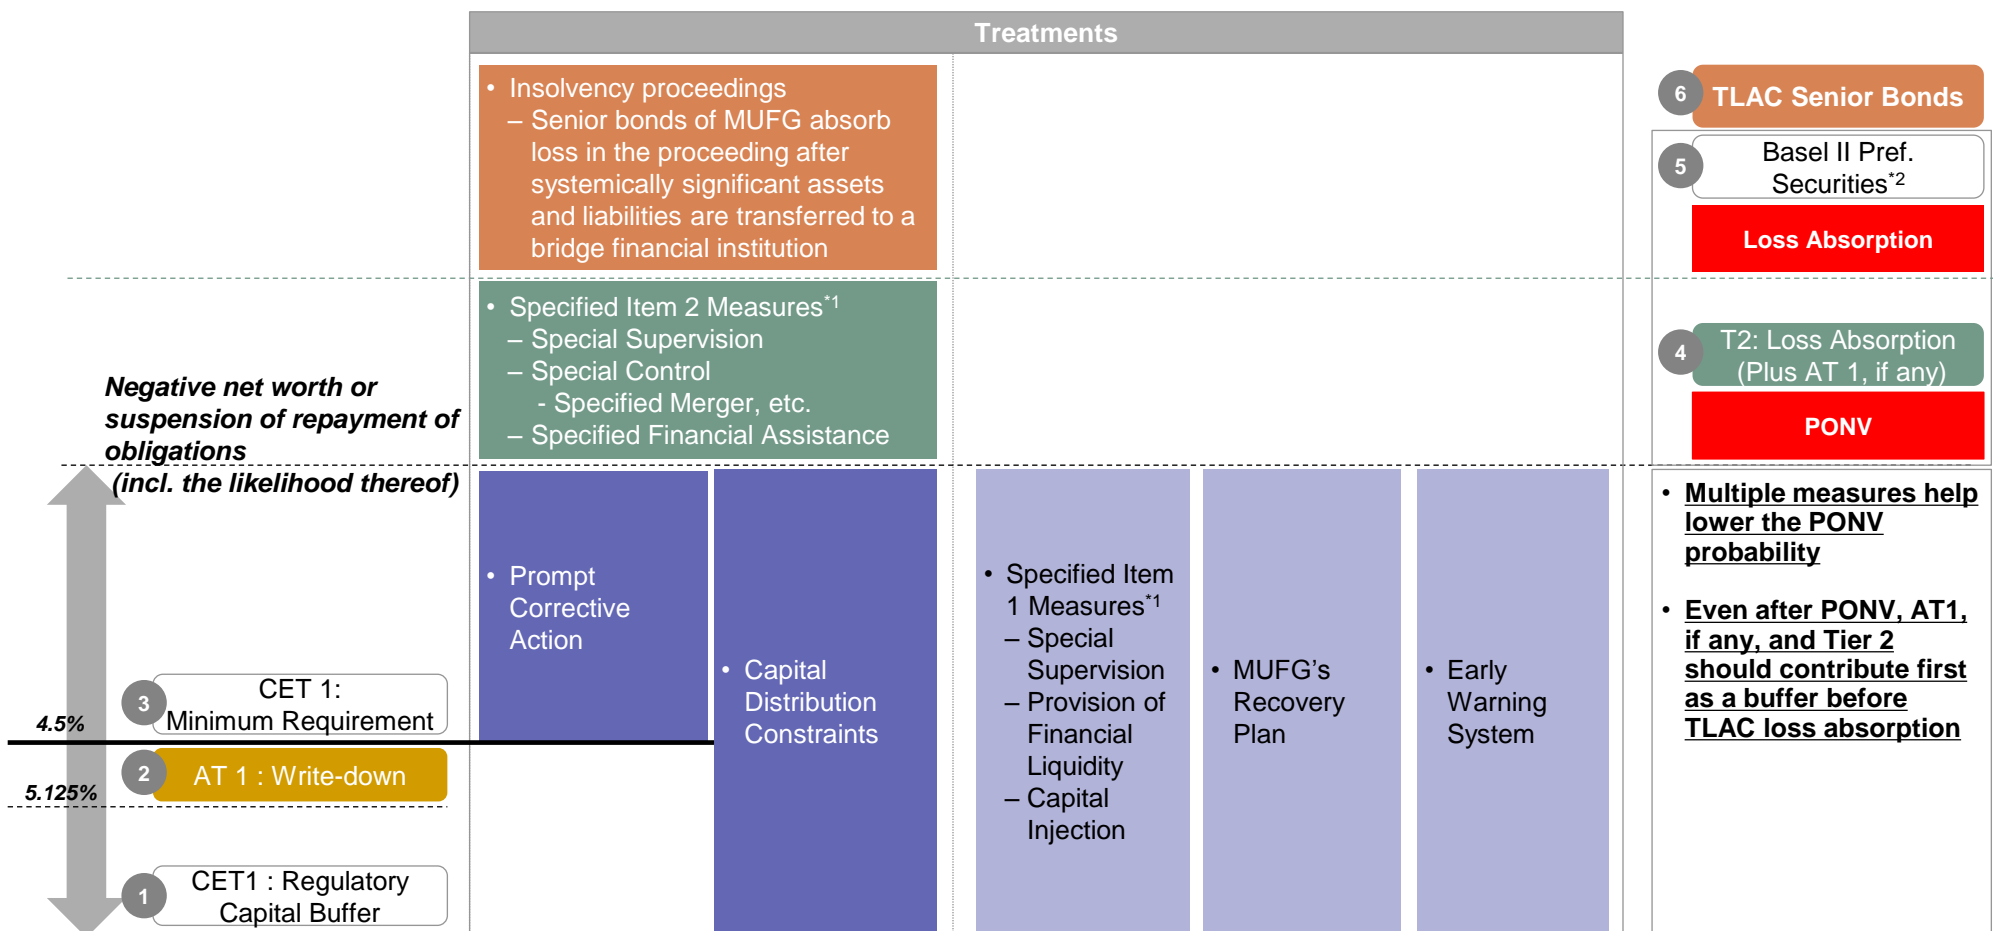 Treatments
• Insolvency proceedings
– Senior bonds of MUFG absorb
loss in the proceeding after
systemically significant assets
and liabilities are transferred to a
bridge financial institution
6
TLAC Senior Bonds
5
Basel II Pref.
Securities*2
Loss Absorption
• Specified Item 2 Measures*1
– Special Supervision
– Special Control
- Specified Merger, etc.
– Specified Financial Assistance
4
T2: Loss Absorption
(Plus AT 1, if any)
PONV
Negative net worth or
suspension of repayment of
obligations
(incl. the likelihood thereof)
• Prompt
Corrective
Action
• Capital
Distribution
Constraints
• Specified Item
1 Measures*1
– Special
Supervision
– Provision of
Financial
Liquidity
– Capital
Injection
• MUFG’s
Recovery
Plan
• Early
Warning
System
• Multiple measures help
lower the PONV
probability
• Even after PONV, AT1,
if any, and Tier 2
should contribute first
as a buffer before
TLAC loss absorption
3
CET 1:
Minimum Requirement
4.5%
2
AT 1 : Write-down
5.125%
1
CET1 : Regulatory
Capital Buffer